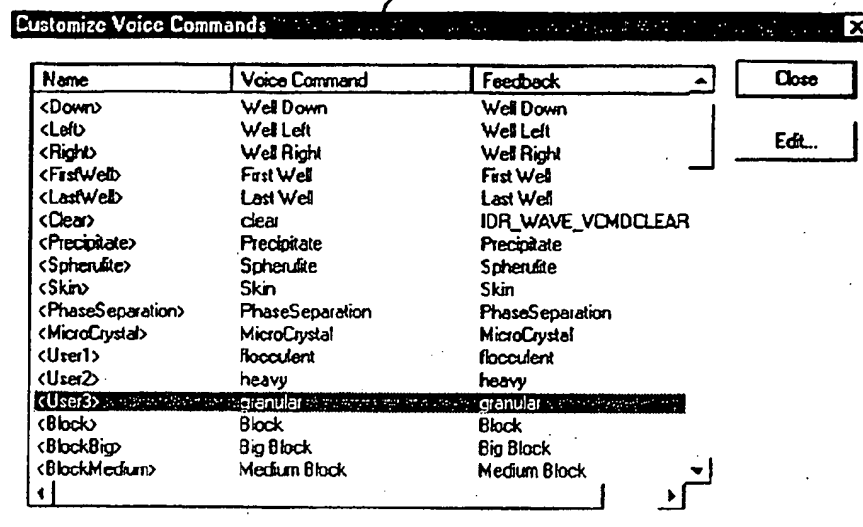 Customize Voice Commands
Name Voice Command Feedback Close
<Down> Well Down Well Down
<Left> Well Left Well Left Edit...
<Right> Well Right Well Right
<FirstWell> First Well First Well
<LastWell> Last Well Last Well
<Clear> clear IDR_WAVE_VCMDCLEAR
<Precipitate> Precipitate Precipitate
<Spherulite> Spherulite Spherulite
<Skin> Skin Skin
<PhaseSeparation> PhaseSeparation PhaseSeparation
<MicroCrystal> MicroCrystal MicroCrystal
<User1> flocculent flocculent
<User2> heavy heavy
<User3> granular granular
<Block> Block Block
<BlockBig> Big Block Big Block
<BlockMedium> Medium Block Medium Block